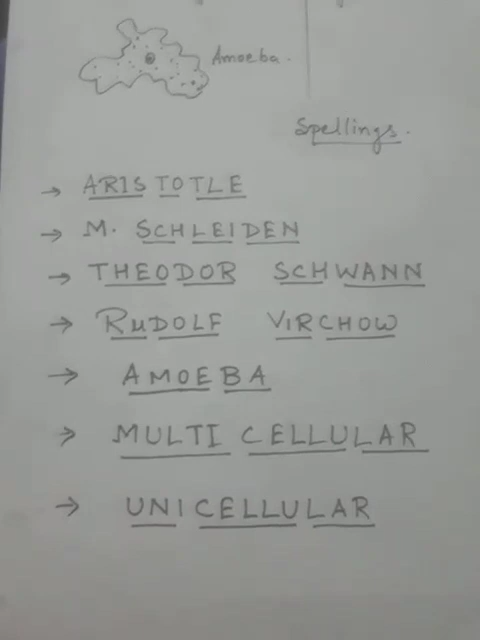 Amoeba.
Spellings.
→ ARISTOTLE
→ M. SCHLEIDEN
→ THEODOR SCHWANN
→ RUDOLF VIRCHOW
→ AMOEBA
→ MULTI CELLULAR
→ UNICELLULAR